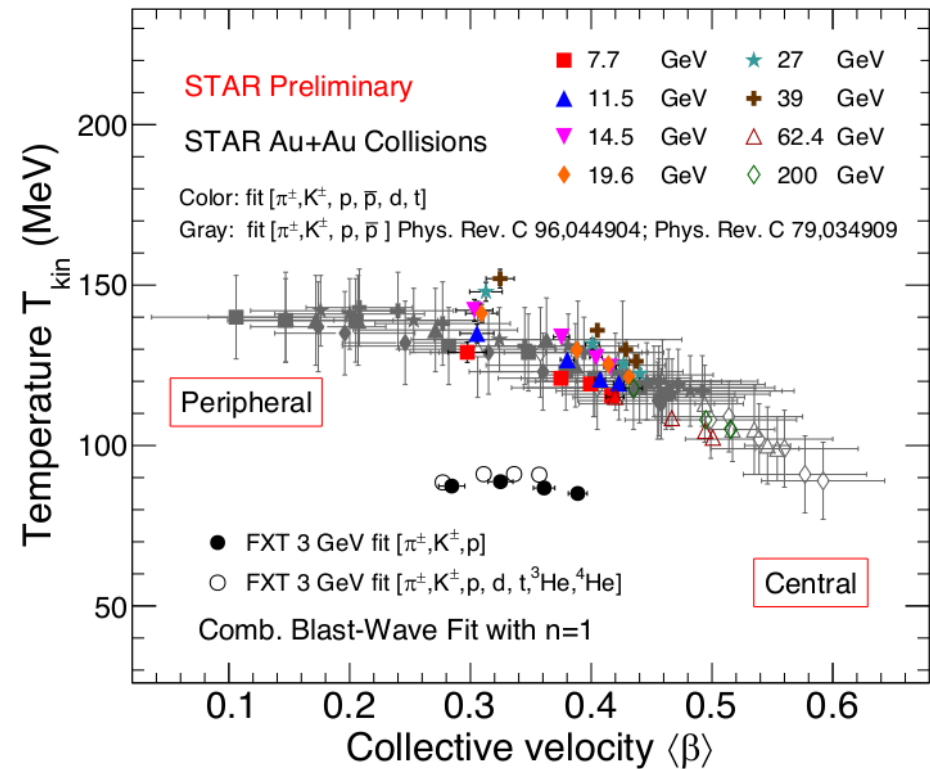 STAR Preliminary
STAR Au+Au Collisions
7.7 GeV
27 GeV
11.5 GeV
39 GeV
14.5 GeV
62.4 GeV
19.6 GeV
200 GeV
Color: fit [π±,K±, p, p̄, d, t]
Gray: fit [π±,K±, p, p̄ ] Phys. Rev. C 96,044904; Phys. Rev. C 79,034909
200
150
100
50
Temperature T_kin (MeV)
Peripheral
Central
FXT 3 GeV fit [π±,K±,p]
FXT 3 GeV fit [π±,K±,p, d, t,³He,⁴He]
Comb. Blast-Wave Fit with n=1
0.1 0.2 0.3 0.4 0.5 0.6
Collective velocity ⟨β⟩